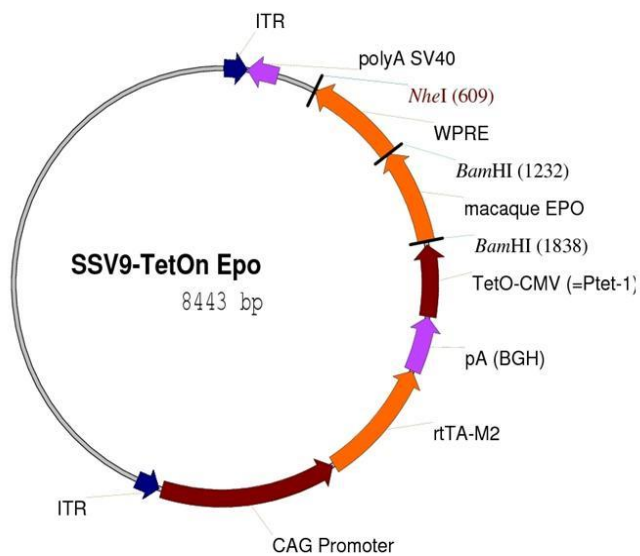 ITR
polyA SV40
NheI (609)
WPRE
BamHI (1232)
macaque EPO
BamHI (1838)
SSV9-TetOn Epo
8443 bp
TetO-CMV (=Ptet-1)
pA (BGH)
rtTA-M2
ITR
CAG Promoter